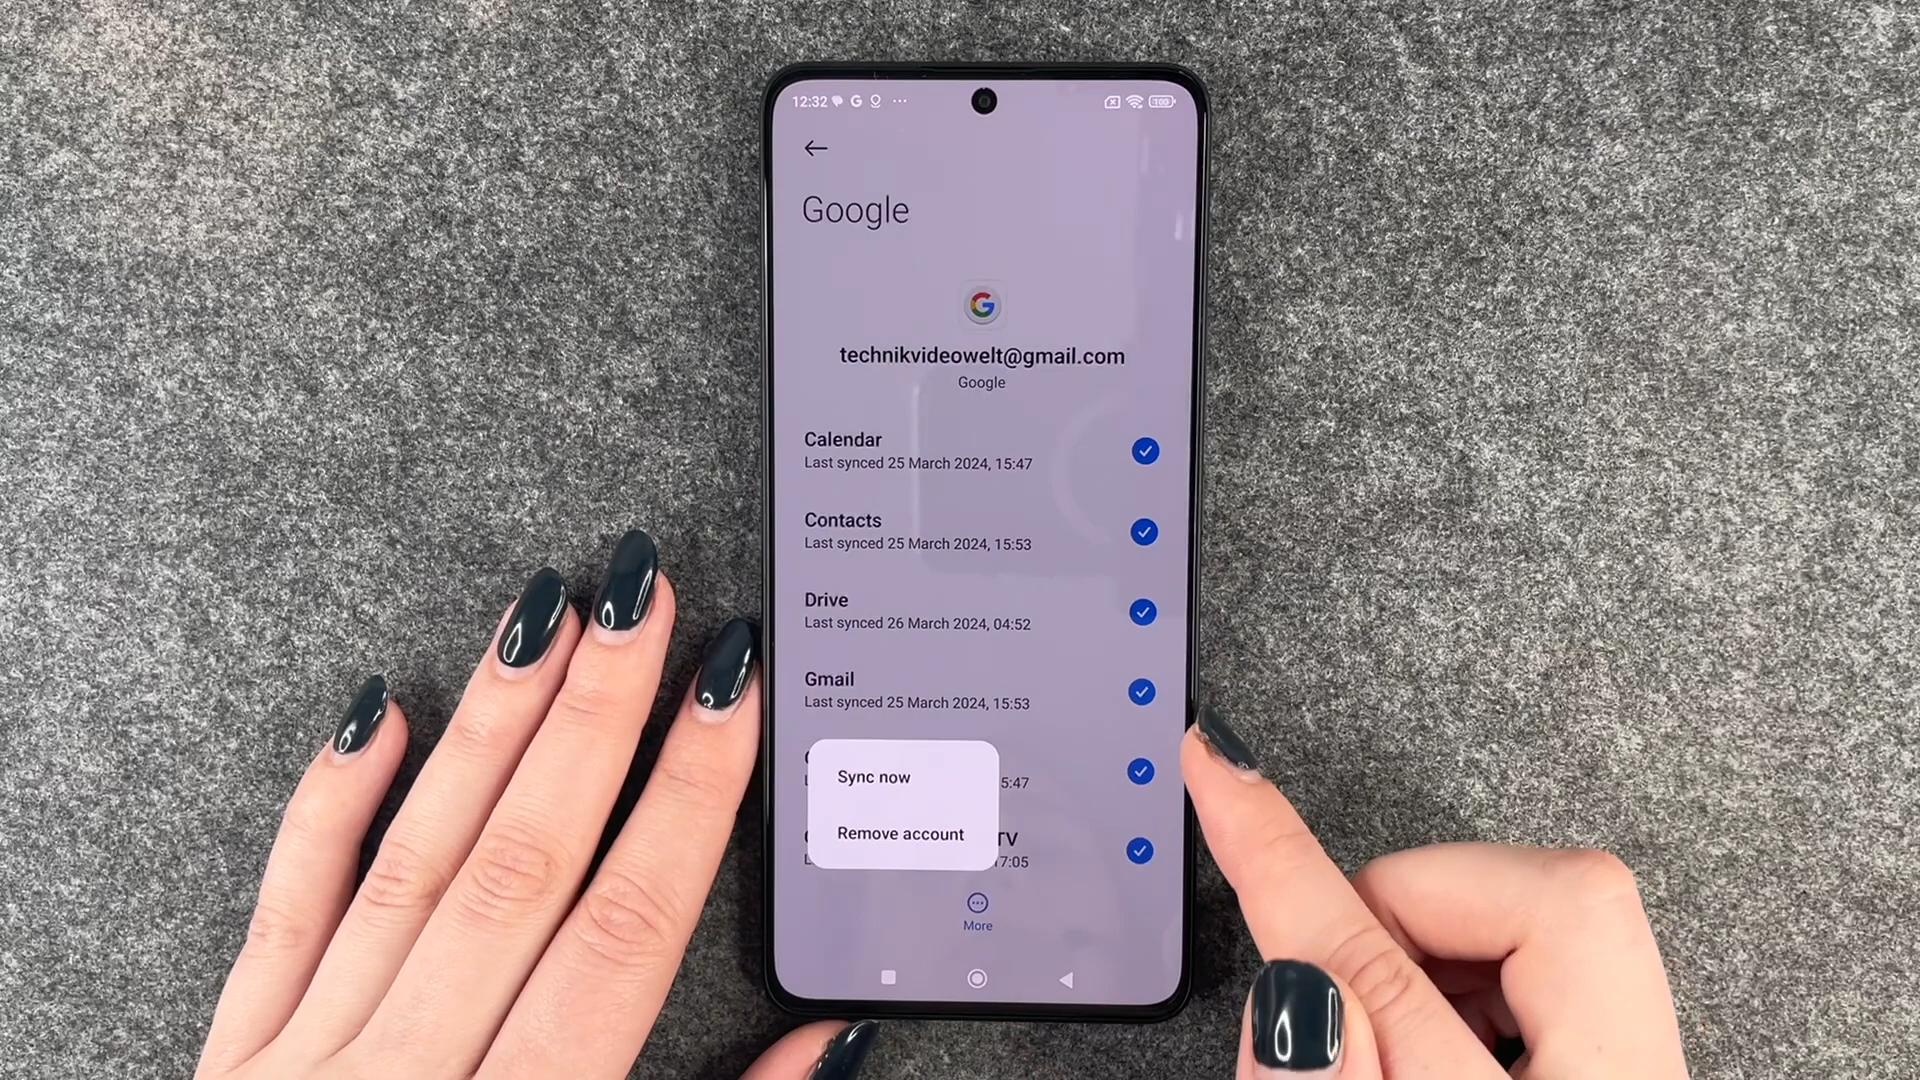 12:32
100
Google
technikvideowelt@gmail.com
Google
Calendar
Last synced 25 March 2024, 15:47
Contacts
Last synced 25 March 2024, 15:53
Drive
Last synced 26 March 2024, 04:52
Gmail
Last synced 25 March 2024, 15:53
Sync now
5:47
Remove account
TV
17:05
More